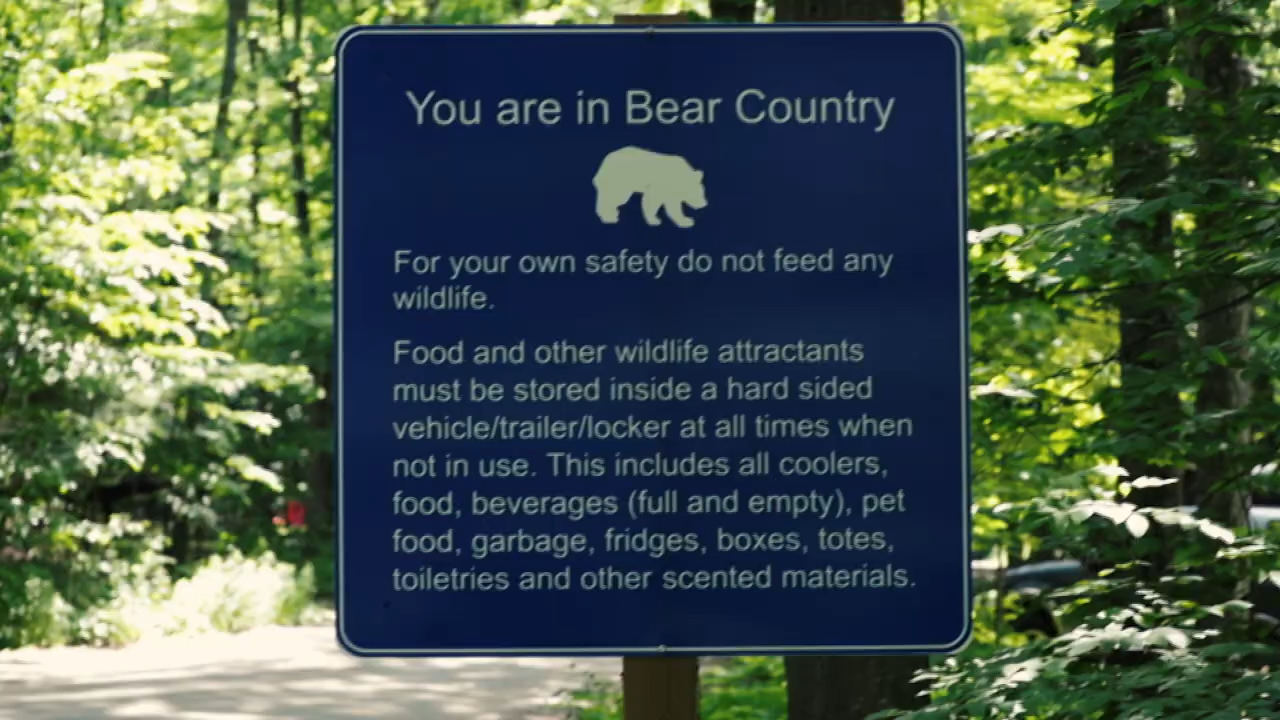 You are in Bear Country
For your own safety do not feed any
wildlife.
Food and other wildlife attractants
must be stored inside a hard sided
vehicle/trailer/locker at all times when
not in use. This includes all coolers,
food, beverages (full and empty), pet
food, garbage, fridges, boxes, totes,
toiletries and other scented materials.